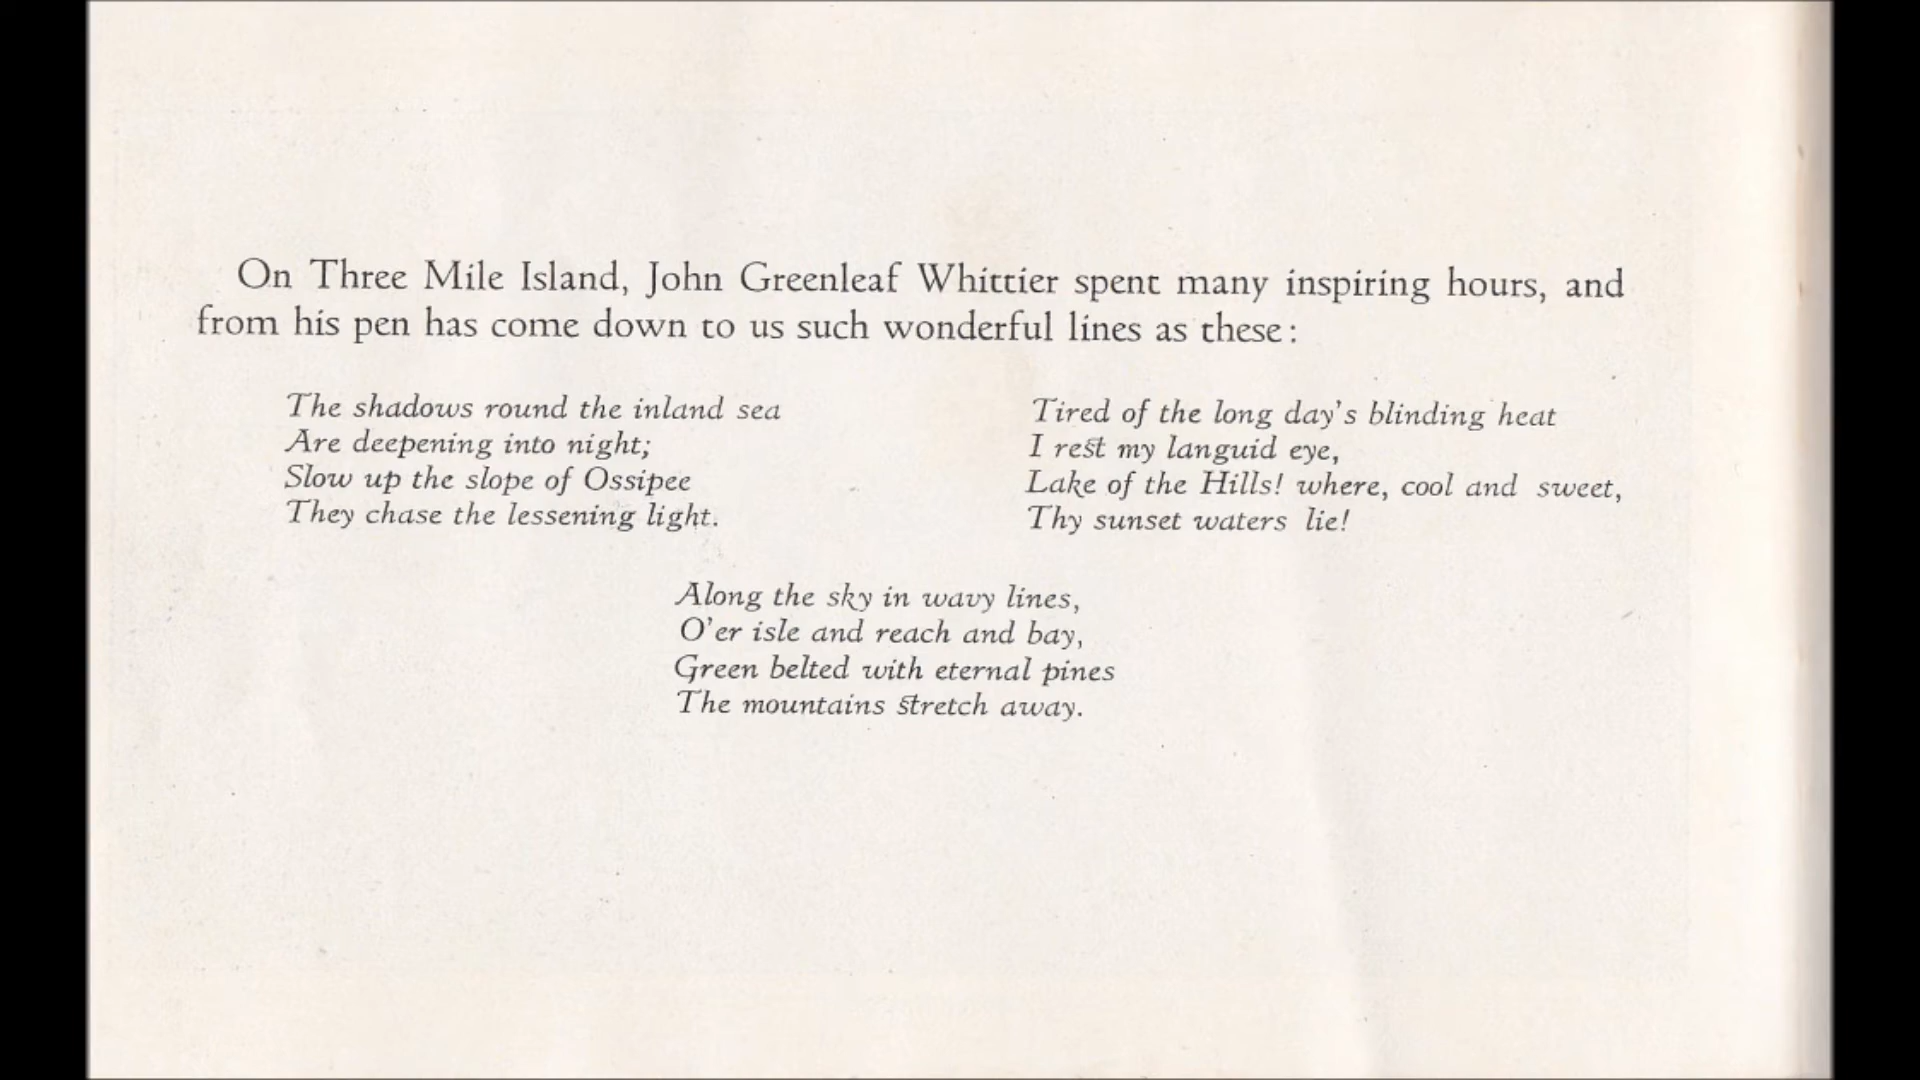 On Three Mile Island, John Greenleaf Whittier spent many inspiring hours, and
from his pen has come down to us such wonderful lines as these:
The shadows round the inland sea
Are deepening into night;
Slow up the slope of Ossipee
They chase the lessening light.
Tired of the long day's blinding heat
I rest my languid eye,
Lake of the Hills! where, cool and sweet,
Thy sunset waters lie!
Along the sky in wavy lines,
O'er isle and reach and bay,
Green belted with eternal pines
The mountains stretch away.